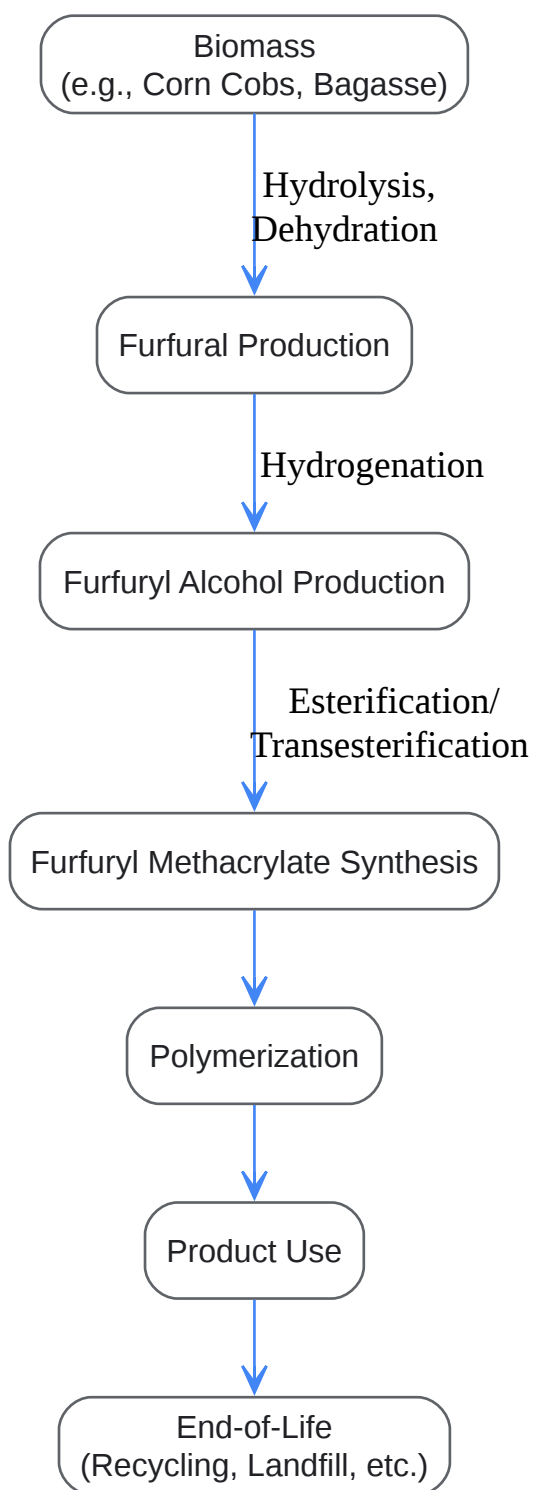 Biomass
(e.g., Corn Cobs, Bagasse)
Hydrolysis,
Dehydration
Furfural Production
Hydrogenation
Furfuryl Alcohol Production
Esterification/
Transesterification
Furfuryl Methacrylate Synthesis
Polymerization
Product Use
End-of-Life
(Recycling, Landfill, etc.)